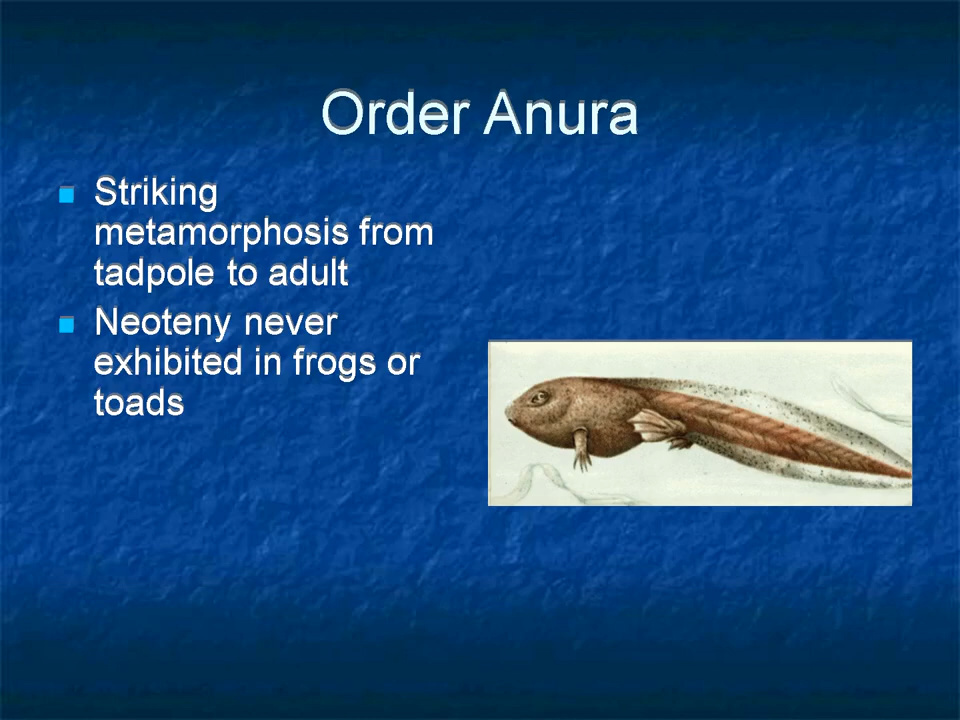 Order Anura
Striking
metamorphosis from
tadpole to adult
Neoteny never
exhibited in frogs or
toads